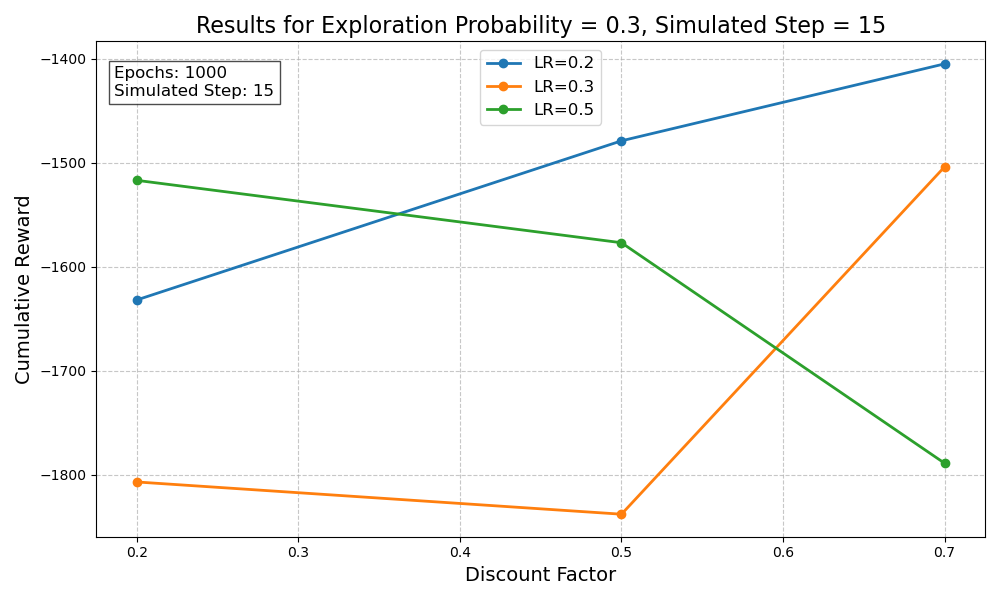 Results for Exploration Probability = 0.3, Simulated Step = 15
Epochs: 1000
Simulated Step: 15
LR=0.2
LR=0.3
LR=0.5
Cumulative Reward
−1400
−1500
−1600
−1700
−1800
0.2
0.3
0.4
0.5
0.6
0.7
Discount Factor